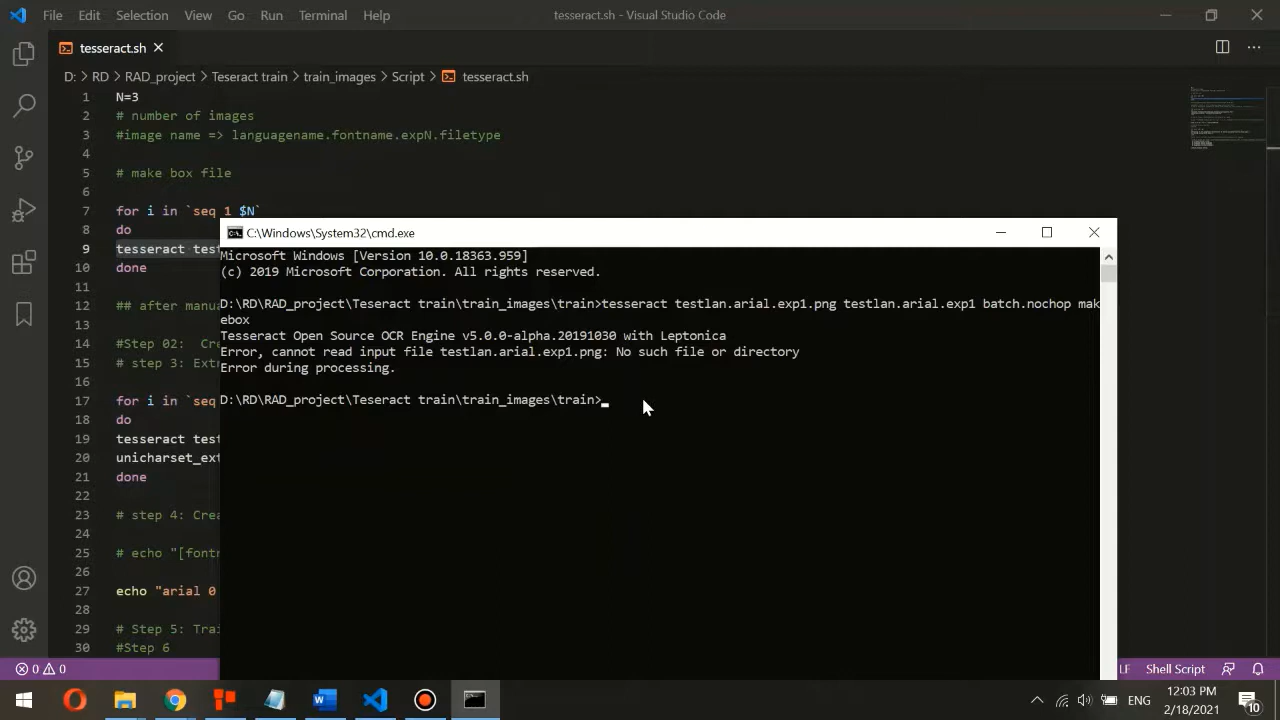 File Edit Selection View Go Run Terminal Help tesseract.sh - Visual Studio Code
tesseract.sh
D: > RD > RAD_project > Teseract train > train_images > Script > tesseract.sh
1 N=3
2 # number of images
3 #image name => languagename.fontname.expN.filetype
4
5 # make box file
6
7 for i in `seq 1 $N`
8 do
9 tesseract test
10 done
11
12 ## after manua
13
14 #Step 02: Cre
15 # step 3: Extr
16
17 for i in `seq
18 do
19 tesseract test
20 unicharset_ext
21 done
22
23 # step 4: Crea
24
25 # echo "[fontn
26
27 echo "arial 0
28
29 # Step 5: Trai
30 #Step 6
C:\Windows\System32\cmd.exe
Microsoft Windows [Version 10.0.18363.959]
(c) 2019 Microsoft Corporation. All rights reserved.
D:\RD\RAD_project\Teseract train\train_images\train>tesseract testlan.arial.exp1.png testlan.arial.exp1 batch.nochop mak
ebox
Tesseract Open Source OCR Engine v5.0.0-alpha.20191030 with Leptonica
Error, cannot read input file testlan.arial.exp1.png: No such file or directory
Error during processing.
D:\RD\RAD_project\Teseract train\train_images\train>
0 0 LF Shell Script
ENG 12:03 PM
2/18/2021
10